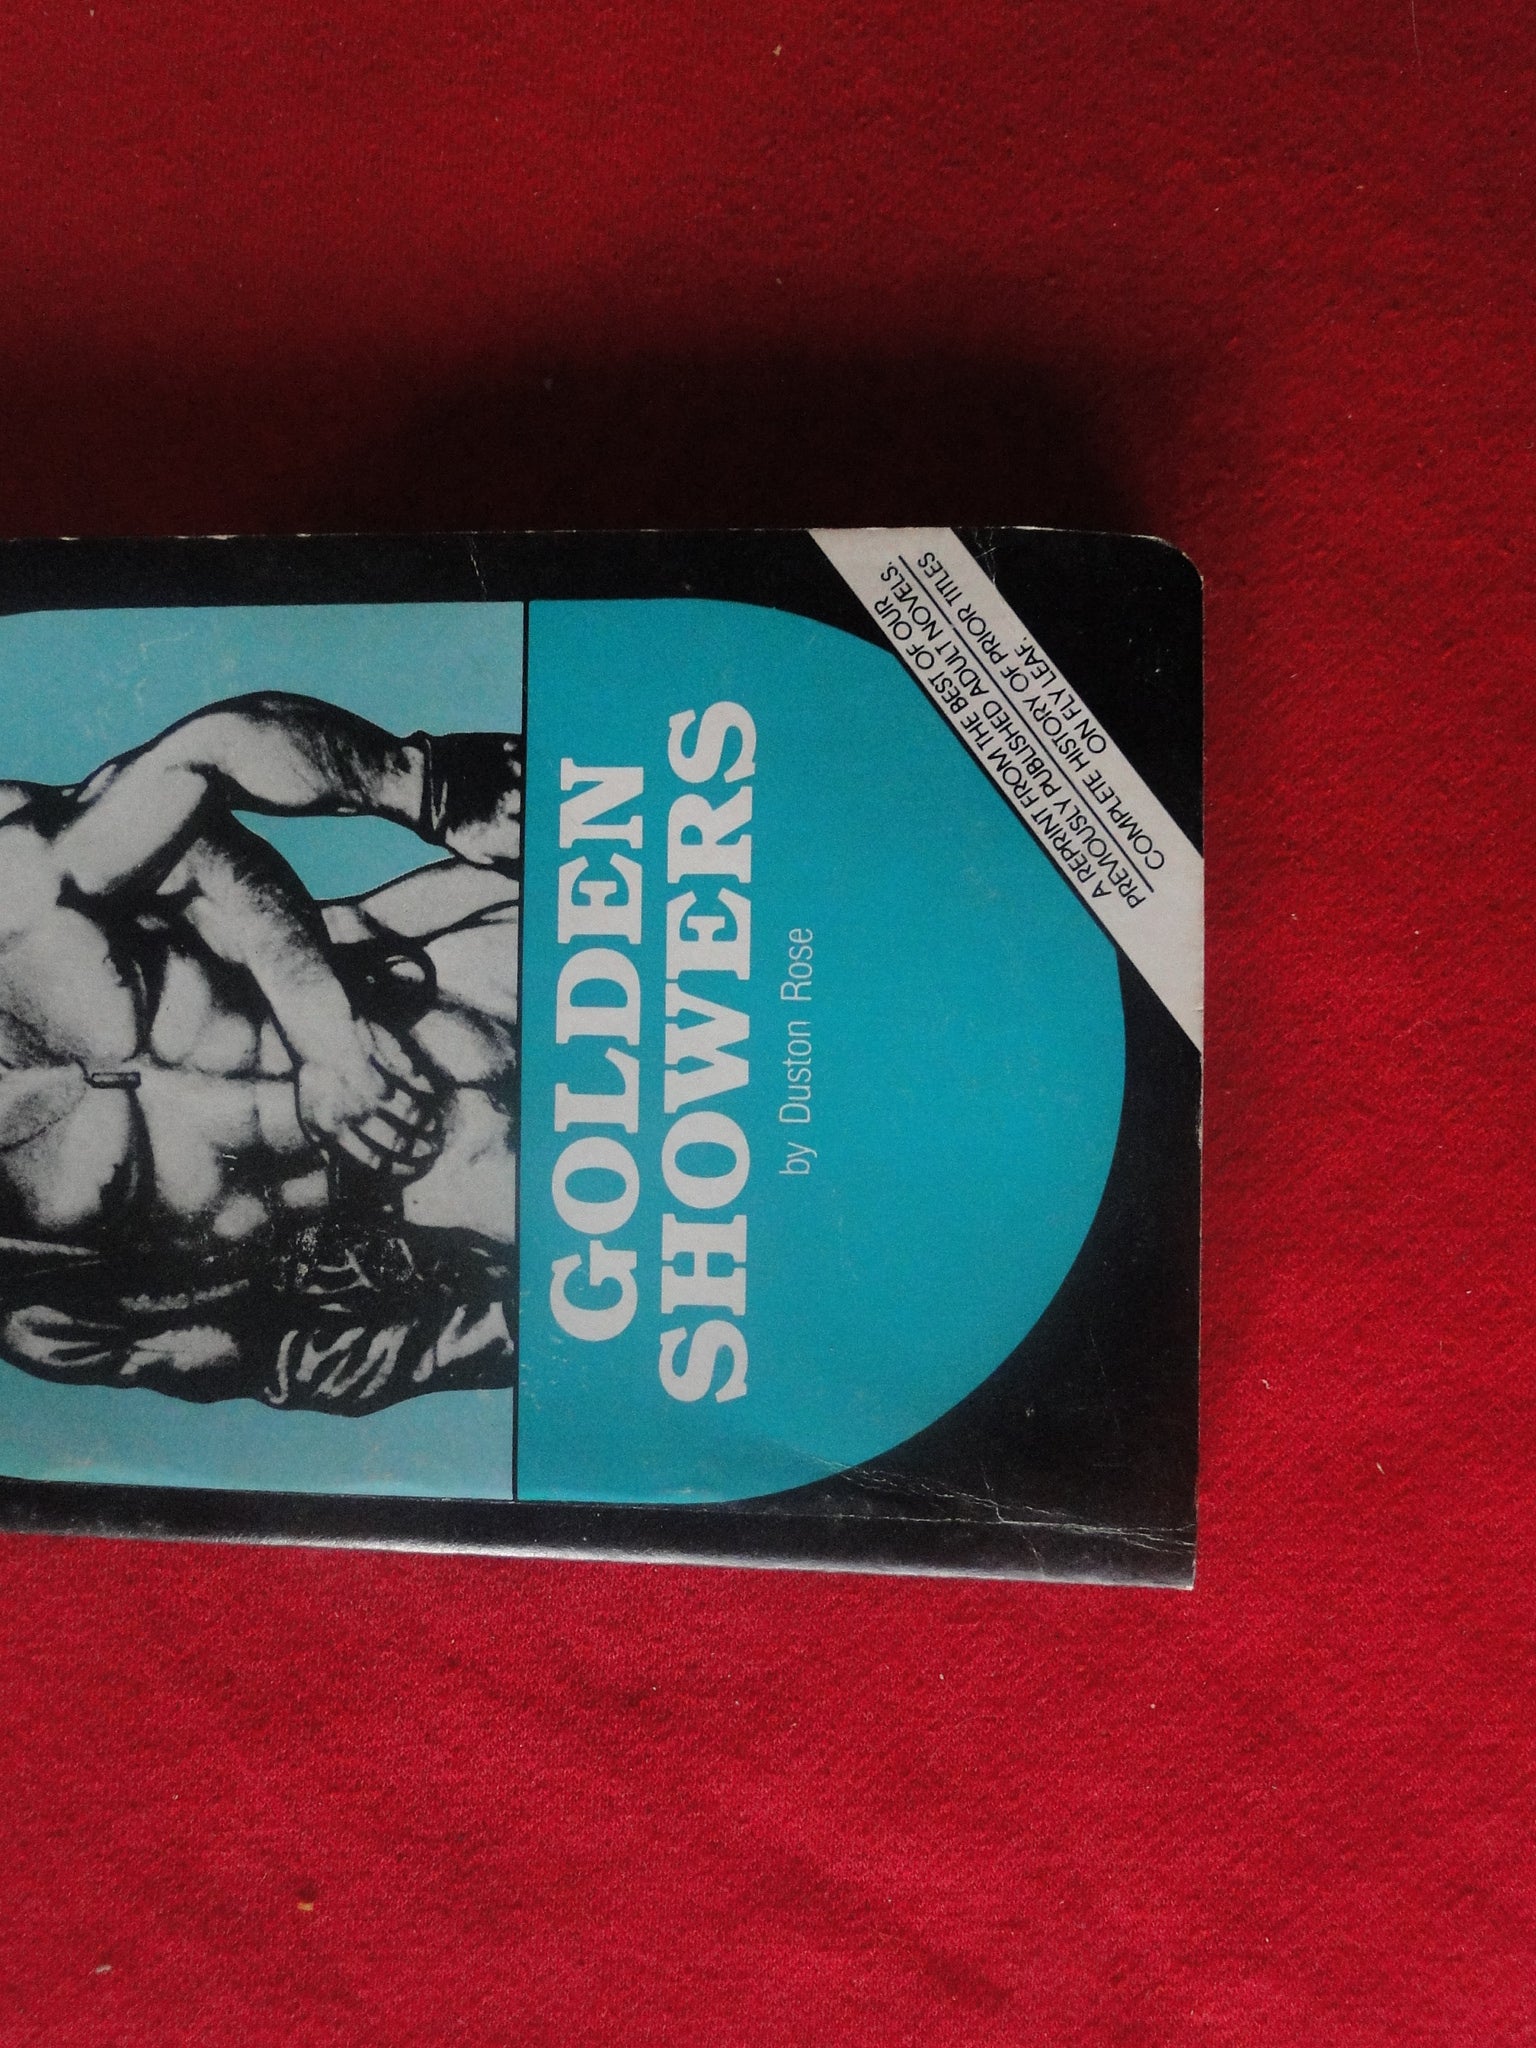 A REPRINT FROM THE BEST OF OUR
PREVIOUSLY PUBLISHED ADULT NOVELS.
COMPLETE HISTORY OF PRIOR TITLES
ON FLY LEAF.
GOLDEN
SHOWERS
by Duston Rose